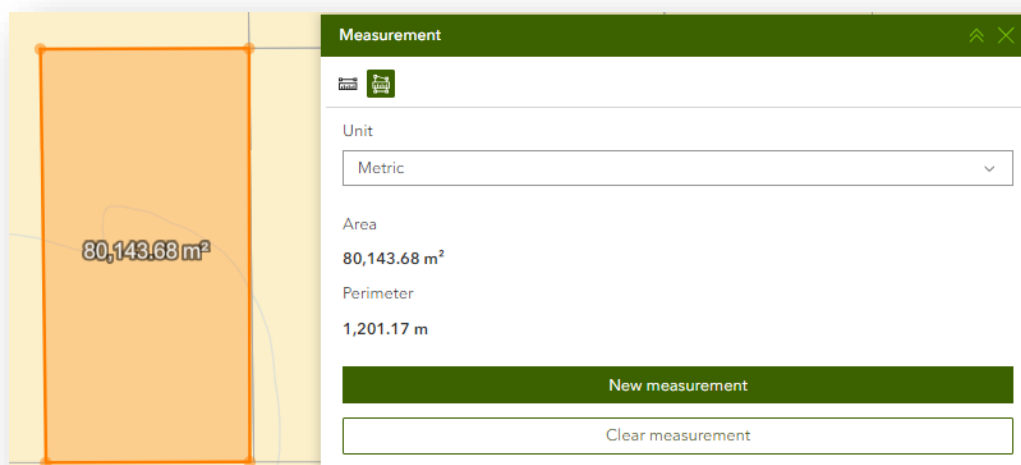 80,143.68 m²
Measurement
Unit
Metric
Area
80,143.68 m²
Perimeter
1,201.17 m
New measurement
Clear measurement